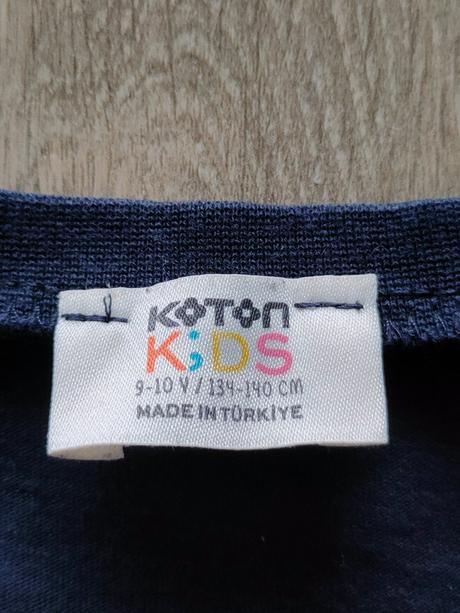 KOTON
KiDS
9-10 Y / 134-140 CM
MADE IN TÜRKİYE